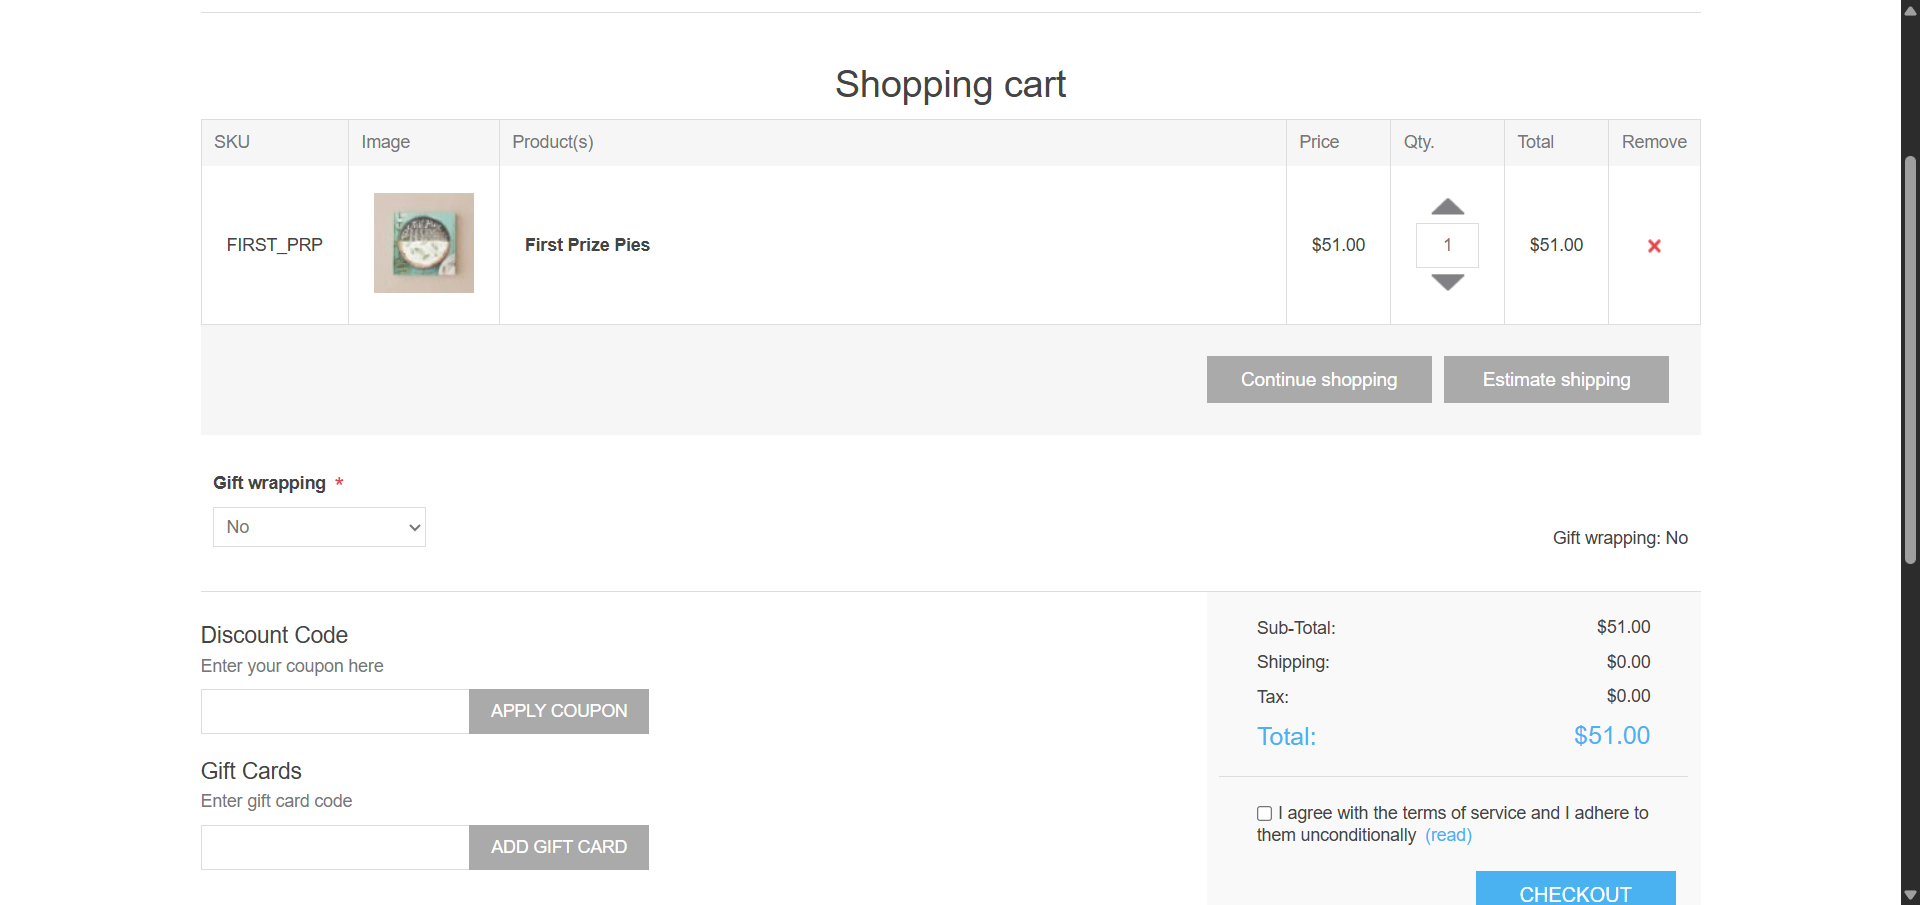 Shopping cart
SKU Image Product(s) Price Qty. Total Remove
FIRST_PRP First Prize Pies $51.00 1 $51.00
Continue shopping Estimate shipping
Gift wrapping *
No
Gift wrapping: No
Discount Code
Enter your coupon here
APPLY COUPON
Gift Cards
Enter gift card code
ADD GIFT CARD
Sub-Total: $51.00
Shipping: $0.00
Tax: $0.00
Total: $51.00
I agree with the terms of service and I adhere to
them unconditionally (read)
CHECKOUT